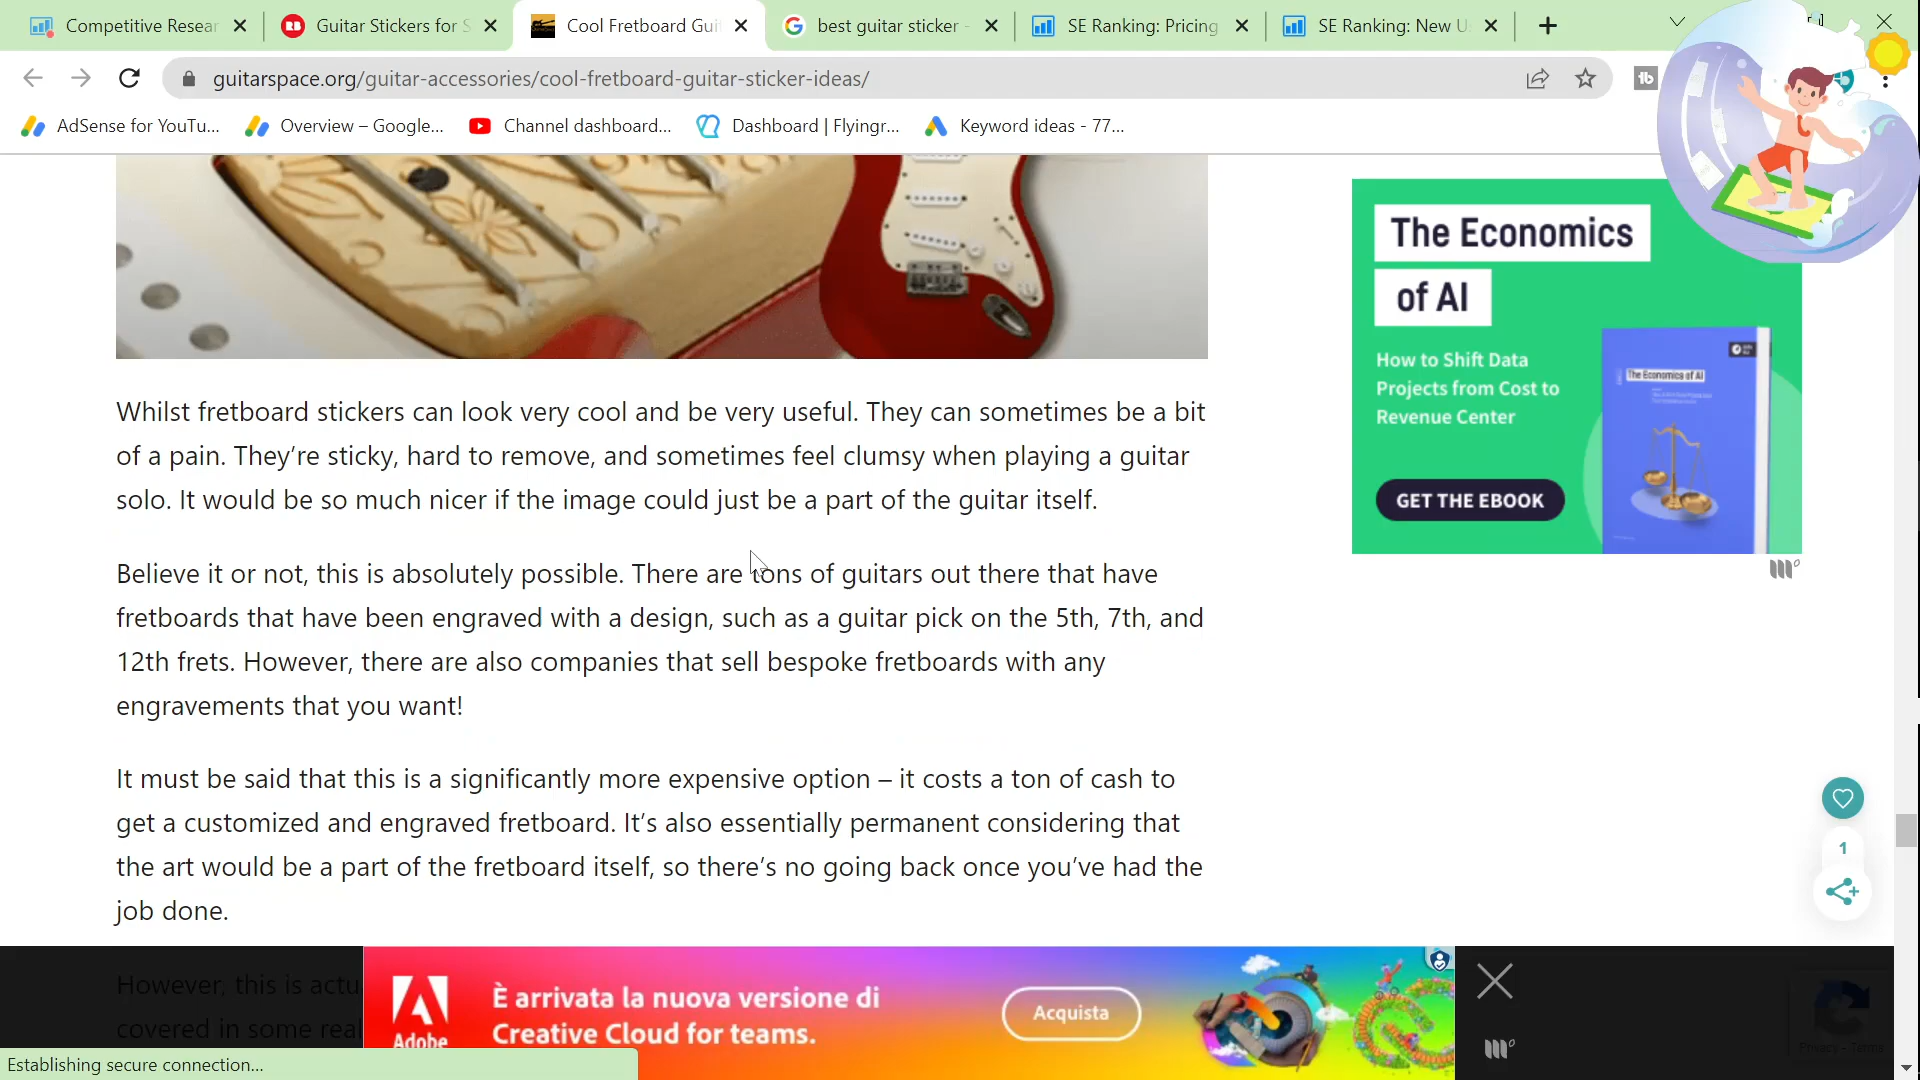 Competitive Resear
Guitar Stickers for S
Cool Fretboard Gui
best guitar sticker -
SE Ranking: Pricing
SE Ranking: New U
guitarspace.org/guitar-accessories/cool-fretboard-guitar-sticker-ideas/
AdSense for YouTu...
Overview – Google...
Channel dashboard...
Dashboard | Flyingr...
Keyword ideas - 77...
Whilst fretboard stickers can look very cool and be very useful. They can sometimes be a bit
of a pain. They’re sticky, hard to remove, and sometimes feel clumsy when playing a guitar
solo. It would be so much nicer if the image could just be a part of the guitar itself.
Believe it or not, this is absolutely possible. There are tons of guitars out there that have
fretboards that have been engraved with a design, such as a guitar pick on the 5th, 7th, and
12th frets. However, there are also companies that sell bespoke fretboards with any
engravements that you want!
It must be said that this is a significantly more expensive option – it costs a ton of cash to
get a customized and engraved fretboard. It’s also essentially permanent considering that
the art would be a part of the fretboard itself, so there’s no going back once you’ve had the
job done.
However, this is actu
covered in some real
The Economics
of AI
How to Shift Data
Projects from Cost to
Revenue Center
GET THE EBOOK
The Economics of AI
1
Adobe
È arrivata la nuova versione di
Creative Cloud for teams.
Acquista
Privacy - Terms
Establishing secure connection...